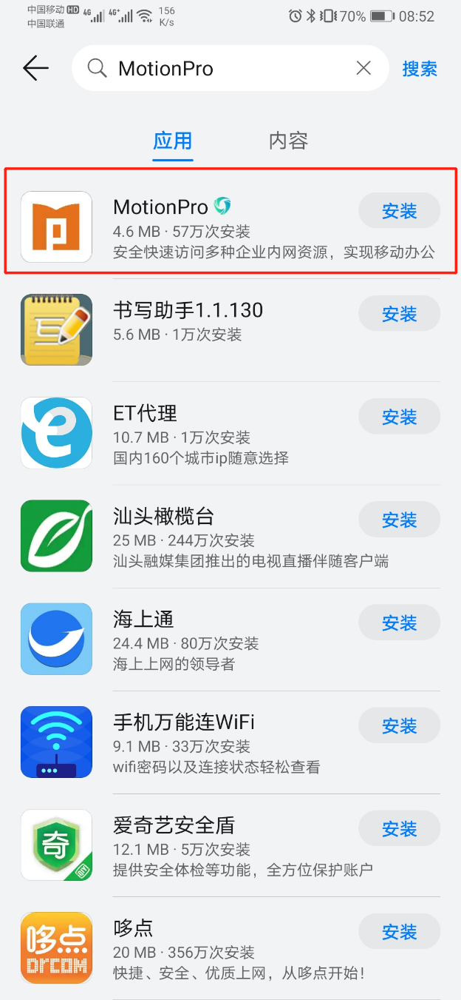 中国移动 HD 4G 4G+ 156
中国联通 K/s
70% 08:52
MotionPro
搜索
应用 内容
MotionPro
安装
4.6 MB · 57万次安装
安全快速访问多种企业内网资源，实现移动办公
书写助手1.1.130
安装
5.6 MB · 1万次安装
ET代理
安装
10.7 MB · 1万次安装
国内160个城市ip随意选择
汕头橄榄台
安装
25 MB · 244万次安装
汕头融媒集团推出的电视直播伴随客户端
海上通
安装
24.4 MB · 80万次安装
海上上网的领导者
手机万能连WiFi
安装
9.1 MB · 33万次安装
wifi密码以及连接状态轻松查看
奇
DIY
爱奇艺安全盾
安装
12.1 MB · 5万次安装
提供安全体检等功能，全方位保护账户
哆点
drcom
哆点
安装
20 MB · 356万次安装
快捷、安全、优质上网，从哆点开始！